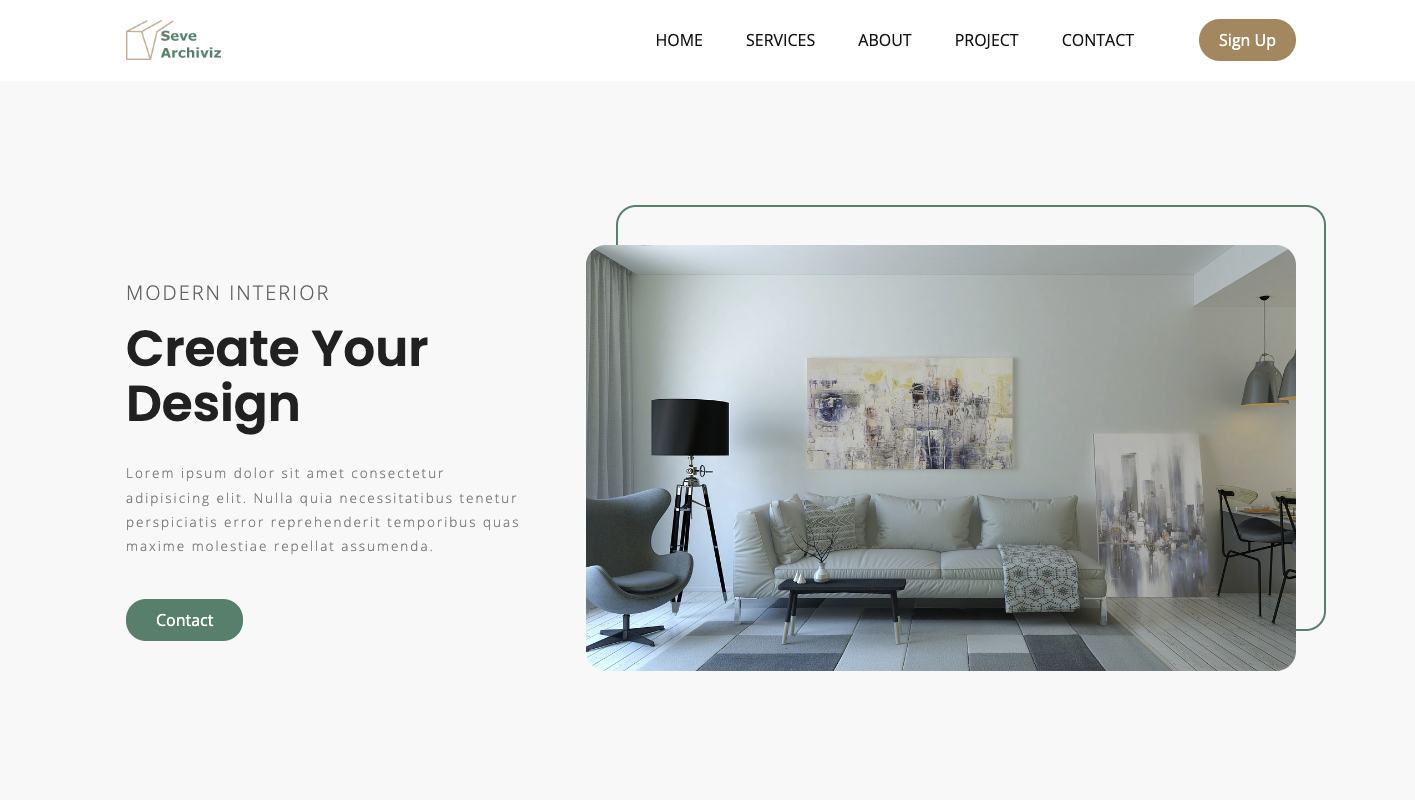 Seve
Archiviz
HOME SERVICES ABOUT PROJECT CONTACT Sign Up
MODERN INTERIOR
Create Your
Design
Lorem ipsum dolor sit amet consectetur
adipisicing elit. Nulla quia necessitatibus tenetur
perspiciatis error reprehenderit temporibus quas
maxime molestiae repellat assumenda.
Contact